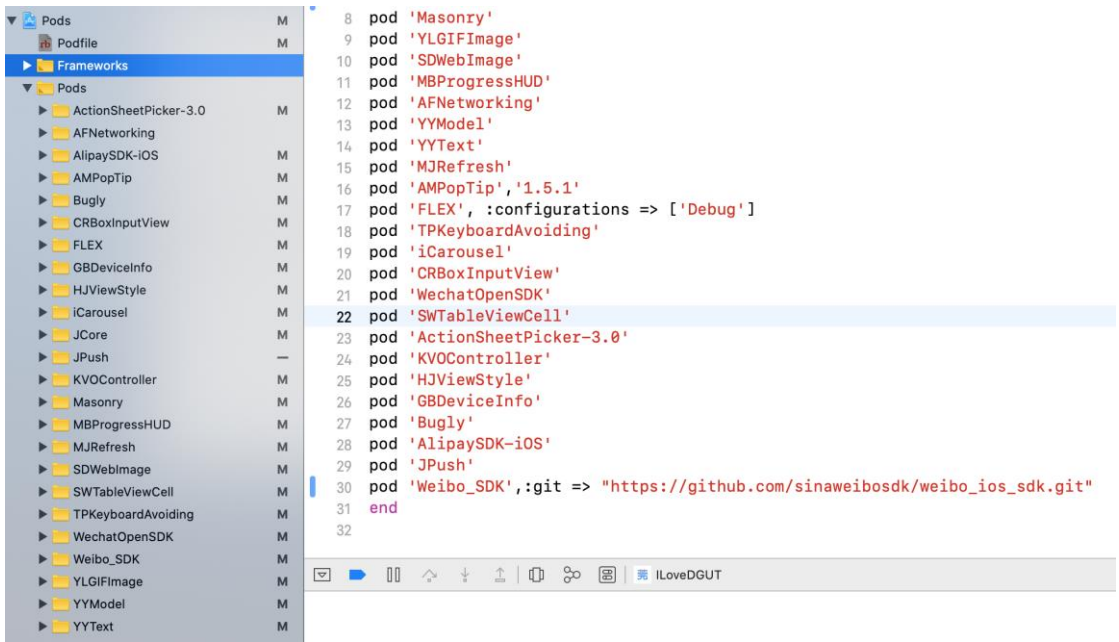 Pods M
Podfile M
Frameworks
Pods
ActionSheetPicker-3.0 M
AFNetworking
AlipaySDK-iOS M
AMPopTip M
Bugly M
CRBoxInputView M
FLEX M
GBDeviceInfo M
HJViewStyle M
iCarousel M
JCore M
JPush —
KVOController M
Masonry M
MBProgressHUD M
MJRefresh M
SDWebImage M
SWTableViewCell M
TPKeyboardAvoiding M
WechatOpenSDK M
Weibo_SDK M
YLGIFImage M
YYModel M
YYText M
8 pod 'Masonry'
9 pod 'YLGIFImage'
10 pod 'SDWebImage'
11 pod 'MBProgressHUD'
12 pod 'AFNetworking'
13 pod 'YYModel'
14 pod 'YYText'
15 pod 'MJRefresh'
16 pod 'AMPopTip','1.5.1'
17 pod 'FLEX', :configurations => ['Debug']
18 pod 'TPKeyboardAvoiding'
19 pod 'iCarousel'
20 pod 'CRBoxInputView'
21 pod 'WechatOpenSDK'
22 pod 'SWTableViewCell'
23 pod 'ActionSheetPicker-3.0'
24 pod 'KVOController'
25 pod 'HJViewStyle'
26 pod 'GBDeviceInfo'
27 pod 'Bugly'
28 pod 'AlipaySDK-iOS'
29 pod 'JPush'
30 pod 'Weibo_SDK',:git => "https://github.com/sinaweibosdk/weibo_ios_sdk.git"
31 end
32
ILoveDGUT